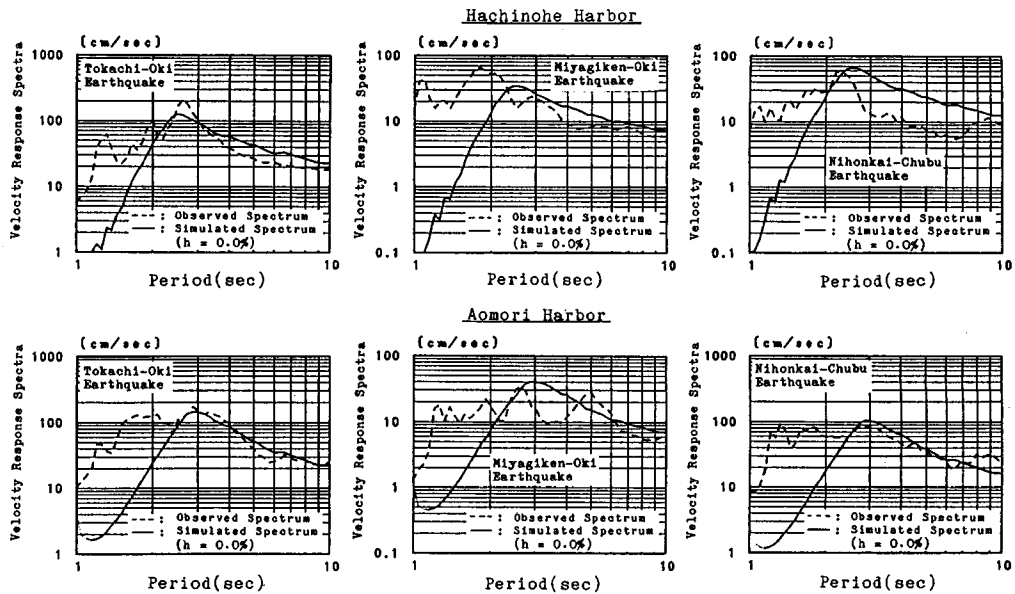 Hachinohe Harbor
[cm/sec]
Velocity Response Spectra
1000
100
10
1
Tokachi-Oki
Earthquake
--- : Observed Spectrum
— : Simulated Spectrum
(h = 0.0%)
1
10
Period(sec)
[cm/sec]
Velocity Response Spectra
100
10
1
0.1
Miyagiken-Oki
Earthquake
--- : Observed Spectrum
— : Simulated Spectrum
(h = 0.0%)
1
10
Period(sec)
[cm/sec]
Velocity Response Spectra
100
10
1
0.1
Nihonkai-Chubu
Earthquake
--- : Observed Spectrum
— : Simulated Spectrum
(h = 0.0%)
1
10
Period(sec)
Aomori Harbor
[cm/sec]
Velocity Response Spectra
1000
100
10
1
Tokachi-Oki
Earthquake
--- : Observed Spectrum
— : Simulated Spectrum
(h = 0.0%)
1
10
Period(sec)
[cm/sec]
Velocity Response Spectra
100
10
1
0.1
Miyagiken-Oki
Earthquake
--- : Observed Spectrum
— : Simulated Spectrum
(h = 0.0%)
1
10
Period(sec)
[cm/sec]
Velocity Response Spectra
1000
100
10
1
Nihonkai-Chubu
Earthquake
--- : Observed Spectrum
— : Simulated Spectrum
(h = 0.0%)
1
10
Period(sec)